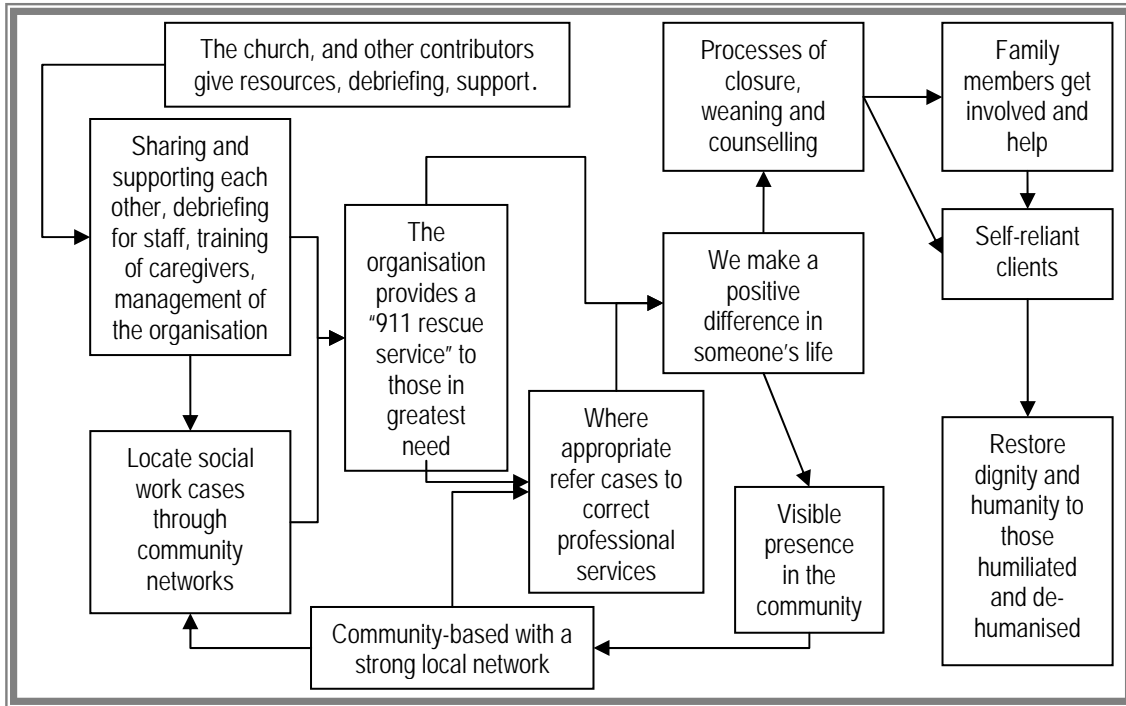 The church, and other contributors
give resources, debriefing, support.
Sharing and
supporting each
other, debriefing
for staff, training
of caregivers,
management of
the organisation
Locate social
work cases
through
community
networks
The
organisation
provides a
"911 rescue
service" to
those in
greatest
need
Community-based with a
strong local network
Where
appropriate
refer cases to
correct
professional
services
Processes of
closure,
weaning and
counselling
We make a
positive
difference in
someone's life
Visible
presence
in the
community
Family
members get
involved and
help
Self-reliant
clients
Restore
dignity and
humanity to
those
humiliated
and de-
humanised